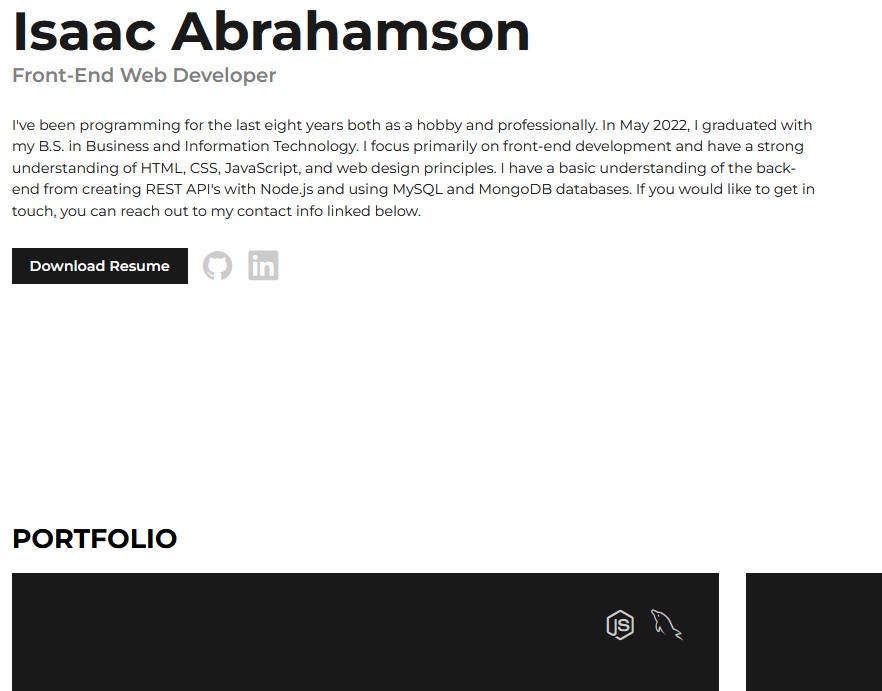 Isaac Abrahamson
Front-End Web Developer
I've been programming for the last eight years both as a hobby and professionally. In May 2022, I graduated with
my B.S. in Business and Information Technology. I focus primarily on front-end development and have a strong
understanding of HTML, CSS, JavaScript, and web design principles. I have a basic understanding of the back-
end from creating REST API's with Node.js and using MySQL and MongoDB databases. If you would like to get in
touch, you can reach out to my contact info linked below.
Download Resume
in
PORTFOLIO
JS